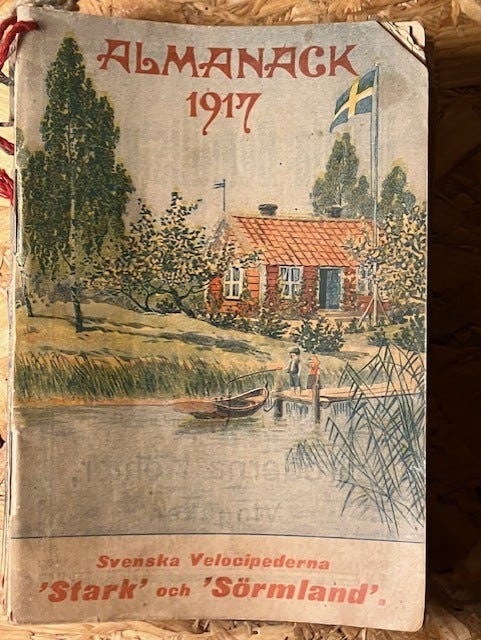 ALMANACK
1917
Svenska Velocipederna
'Stark' och 'Sörmland'.